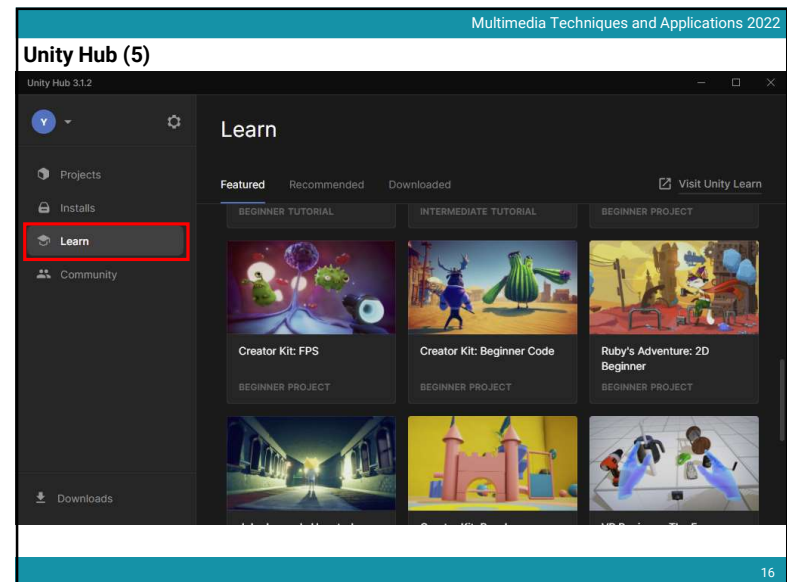 Multimedia Techniques and Applications 2022
Unity Hub (5)
Unity Hub 3.1.2
Y
Learn
Projects
Installs
Learn
Community
Downloads
Featured Recommended Downloaded Visit Unity Learn
BEGINNER TUTORIAL INTERMEDIATE TUTORIAL BEGINNER PROJECT
Creator Kit: FPS Creator Kit: Beginner Code Ruby's Adventure: 2D
Beginner
BEGINNER PROJECT BEGINNER PROJECT BEGINNER PROJECT
16